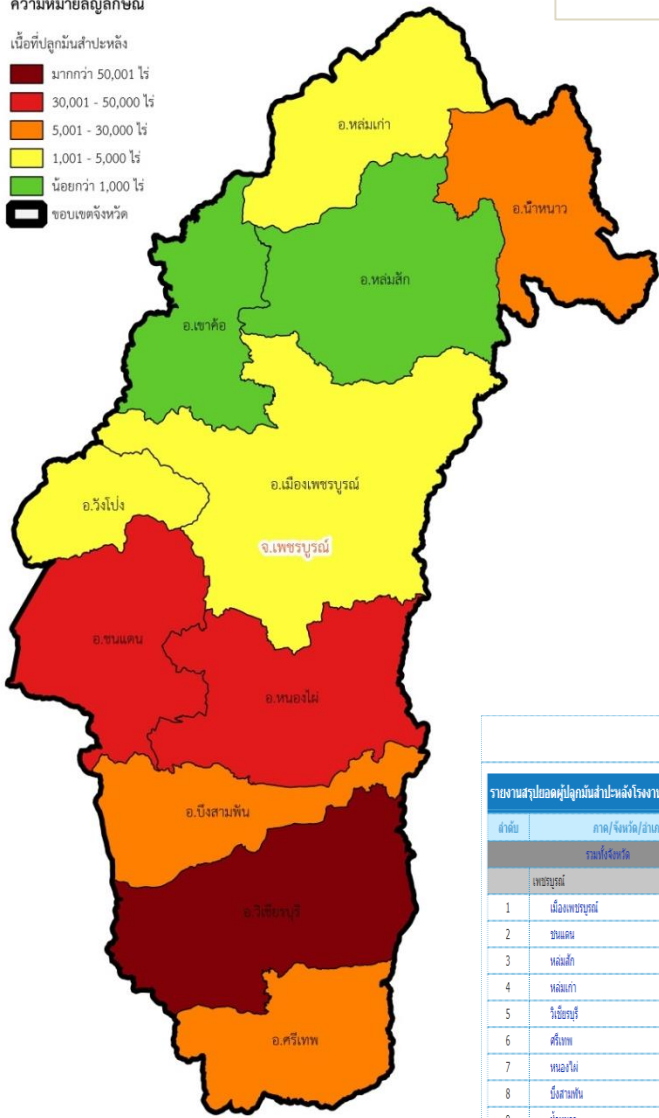 ความหมายสัญลักษณ์
เนื้อที่ปลูกมันสำปะหลัง
มากกว่า 50,001 ไร่
30,001 - 50,000 ไร่
5,001 - 30,000 ไร่
1,001 - 5,000 ไร่
น้อยกว่า 1,000 ไร่
ขอบเขตจังหวัด
อ.หล่มเก่า
อ.น้ำหนาว
อ.หล่มสัก
อ.เขาค้อ
อ.เมืองเพชรบูรณ์
อ.วังโป่ง
จ.เพชรบูรณ์
อ.ชนแดน
อ.หนองไผ่
อ.บึงสามพัน
อ.วิเชียรบุรี
อ.ศรีเทพ
รายงานสรุปยอดผู้ปลูกมันสำปะหลังโรงงาน
ลำดับ ภาค/จังหวัด/อำเภ
รวมทั้งจังหวัด
เพชรบูรณ์
1 เมืองเพชรบูรณ์
2 ชนแดน
3 หล่มสัก
4 หล่มเก่า
5 วิเชียรบุรี
6 ศรีเทพ
7 หนองไผ่
8 บึงสามพัน